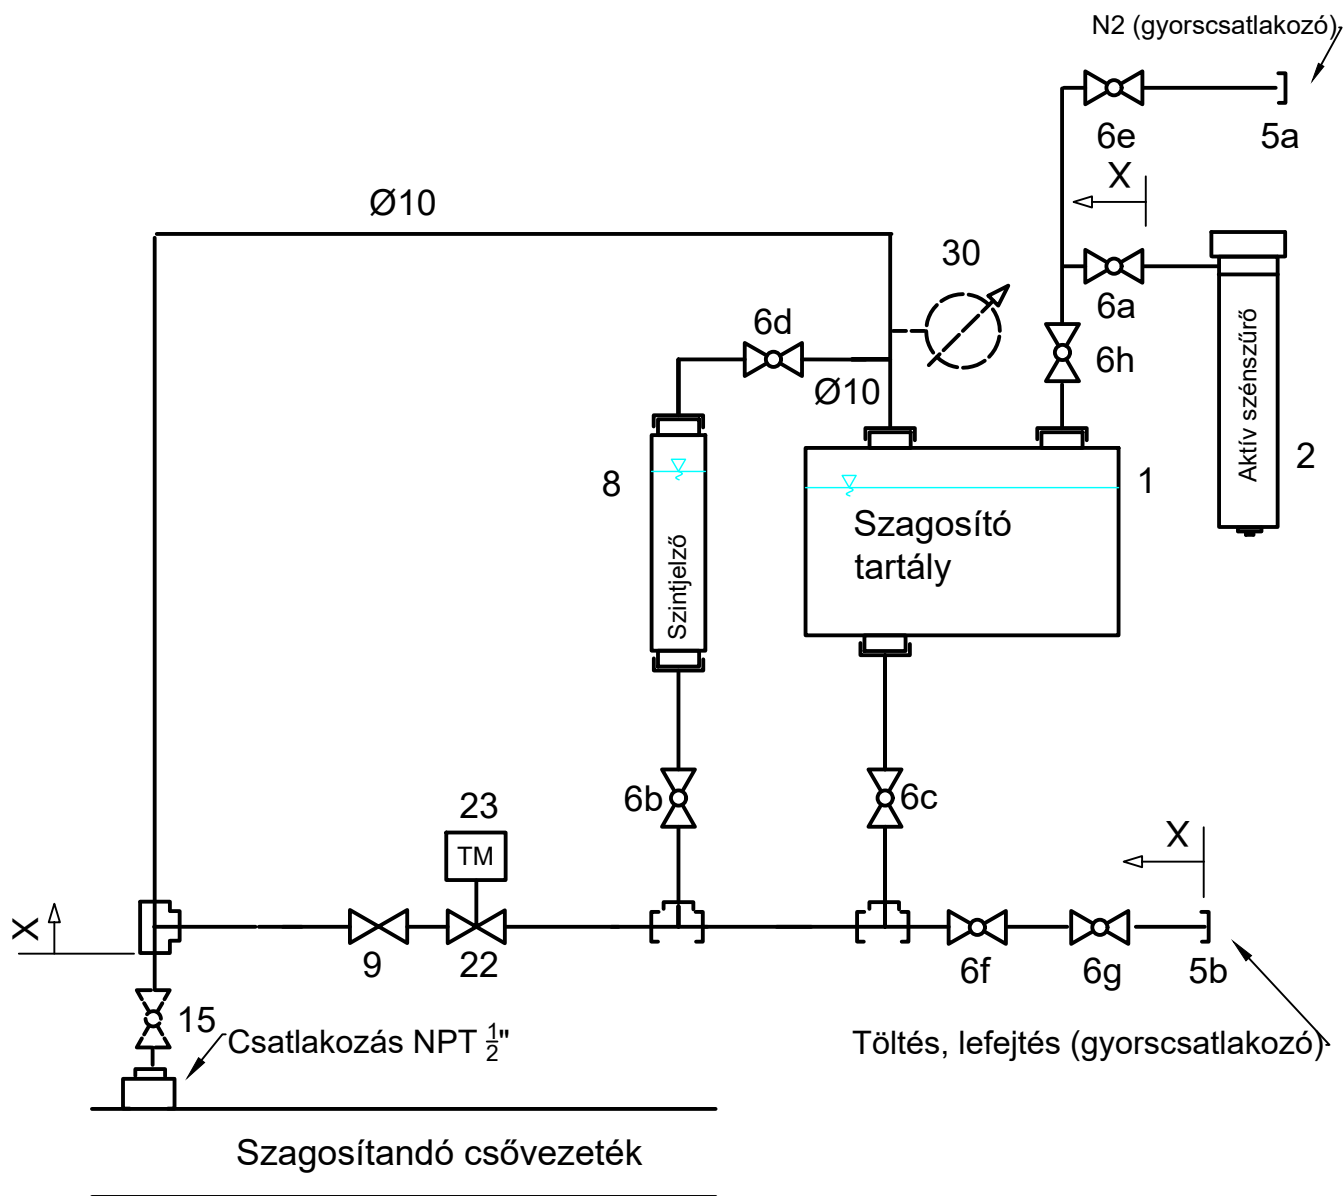 N2 (gyorscsatlakozó)
6e
5a
X
Ø10
30
6a
6d
6h
Ø10
Aktív szénszűrő
2
8
1
Szagosító
tartály
Szintjelző
23
6b
6c
TM
X
X
9
22
6f
6g
5b
15
Csatlakozás NPT ½"
Töltés, lefejtés (gyorscsatlakozó)
Szagosítandó csővezeték